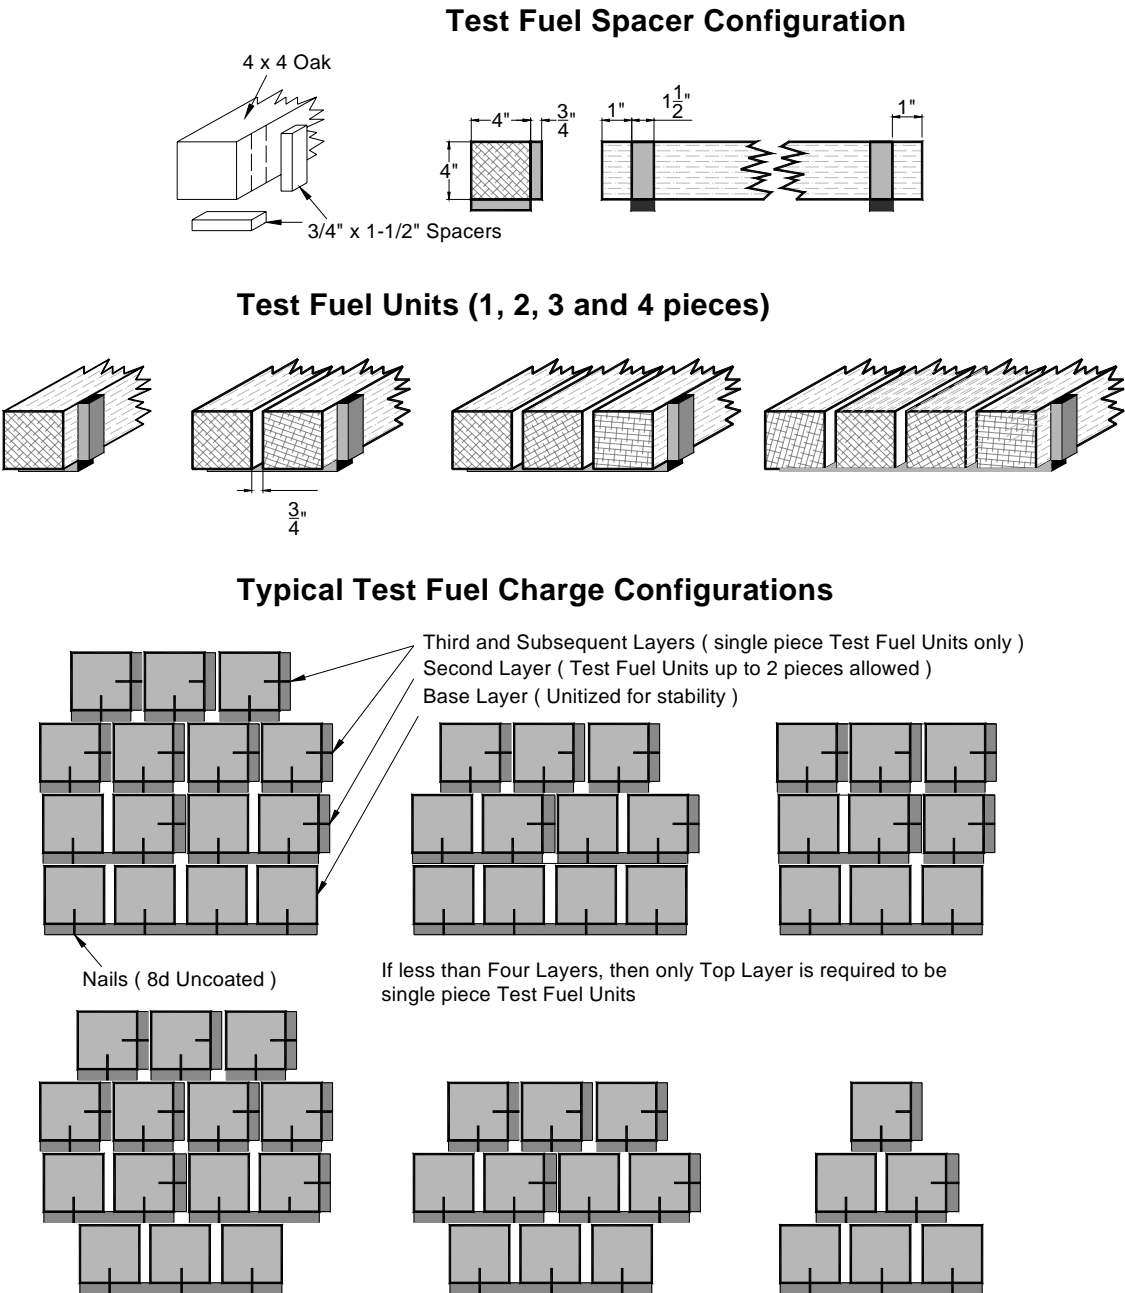 Test Fuel Spacer Configuration
4 x 4 Oak
4" 3/4" 1" 1 1/2" 1"
4"
3/4" x 1-1/2" Spacers
Test Fuel Units (1, 2, 3 and 4 pieces)
3/4"
Typical Test Fuel Charge Configurations
Third and Subsequent Layers ( single piece Test Fuel Units only )
Second Layer ( Test Fuel Units up to 2 pieces allowed )
Base Layer ( Unitized for stability )
Nails ( 8d Uncoated )
If less than Four Layers, then only Top Layer is required to be
single piece Test Fuel Units